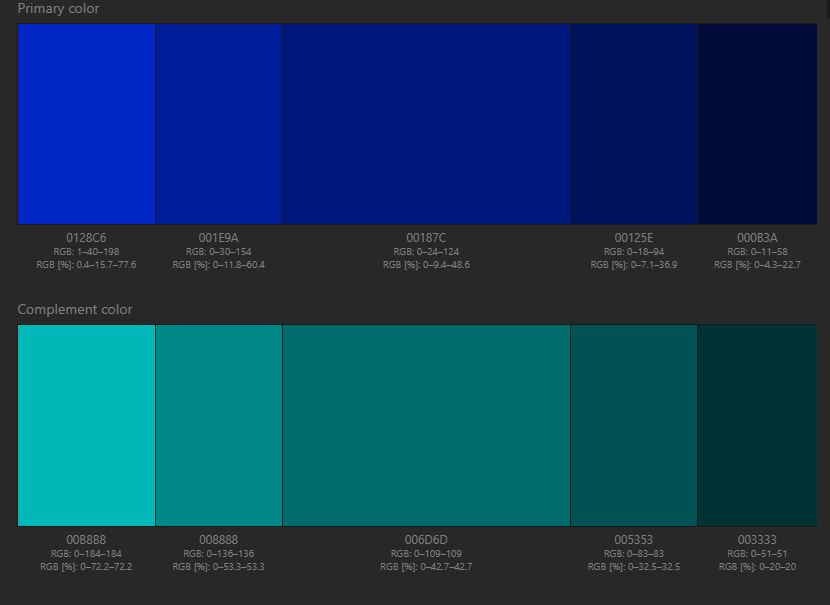 Primary color
0128C6
RGB: 1–40–198
RGB [%]: 0.4–15.7–77.6
001E9A
RGB: 0–30–154
RGB [%]: 0–11.8–60.4
00187C
RGB: 0–24–124
RGB [%]: 0–9.4–48.6
00125E
RGB: 0–18–94
RGB [%]: 0–7.1–36.9
000B3A
RGB: 0–11–58
RGB [%]: 0–4.3–22.7
Complement color
00B8B8
RGB: 0–184–184
RGB [%]: 0–72.2–72.2
008888
RGB: 0–136–136
RGB [%]: 0–53.3–53.3
006D6D
RGB: 0–109–109
RGB [%]: 0–42.7–42.7
005353
RGB: 0–83–83
RGB [%]: 0–32.5–32.5
003333
RGB: 0–51–51
RGB [%]: 0–20–20